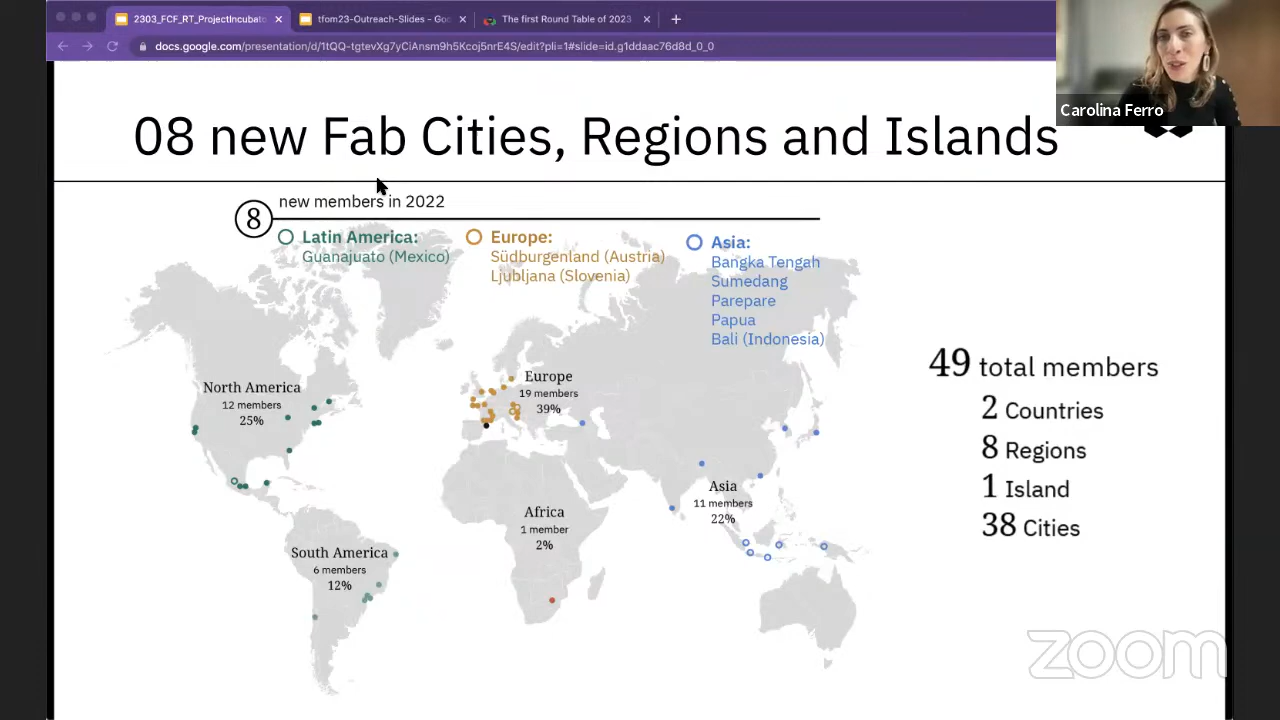 2303_FCF_RT_ProjectIncubato
tfom23-Outreach-Slides - Goo
The first Round Table of 2023
docs.google.com/presentation/d/1tQQ-tgtevXg7yCiAnsm9h5Kcoj5nrE4S/edit?pli=1#slide=id.g1ddaac76d8d_0_0
Carolina Ferro
08 new Fab Cities, Regions and Islands
8
new members in 2022
Latin America:
Guanajuato (Mexico)
Europe:
Südburgenland (Austria)
Ljubljana (Slovenia)
Asia:
Bangka Tengah
Sumedang
Parepare
Papua
Bali (Indonesia)
North America
12 members
25%
Europe
19 members
39%
Asia
11 members
22%
Africa
1 member
2%
South America
6 members
12%
49 total members
2 Countries
8 Regions
1 Island
38 Cities
zoom